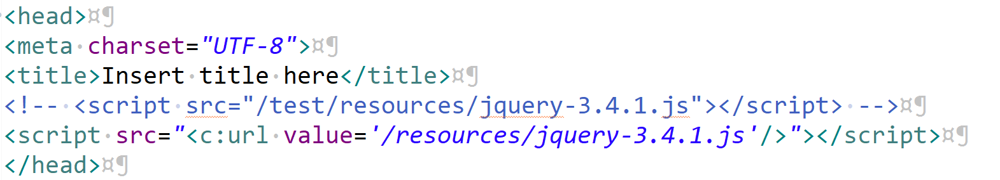 <head>¤¶
<meta·charset="UTF-8">¤¶
<title>Insert·title·here</title>¤¶
<!--·<script·src="/test/resources/jquery-3.4.1.js"></script>·-->¤¶
<script·src="<c:url·value='/resources/jquery-3.4.1.js'/>"></script>¤¶
</head>¤¶